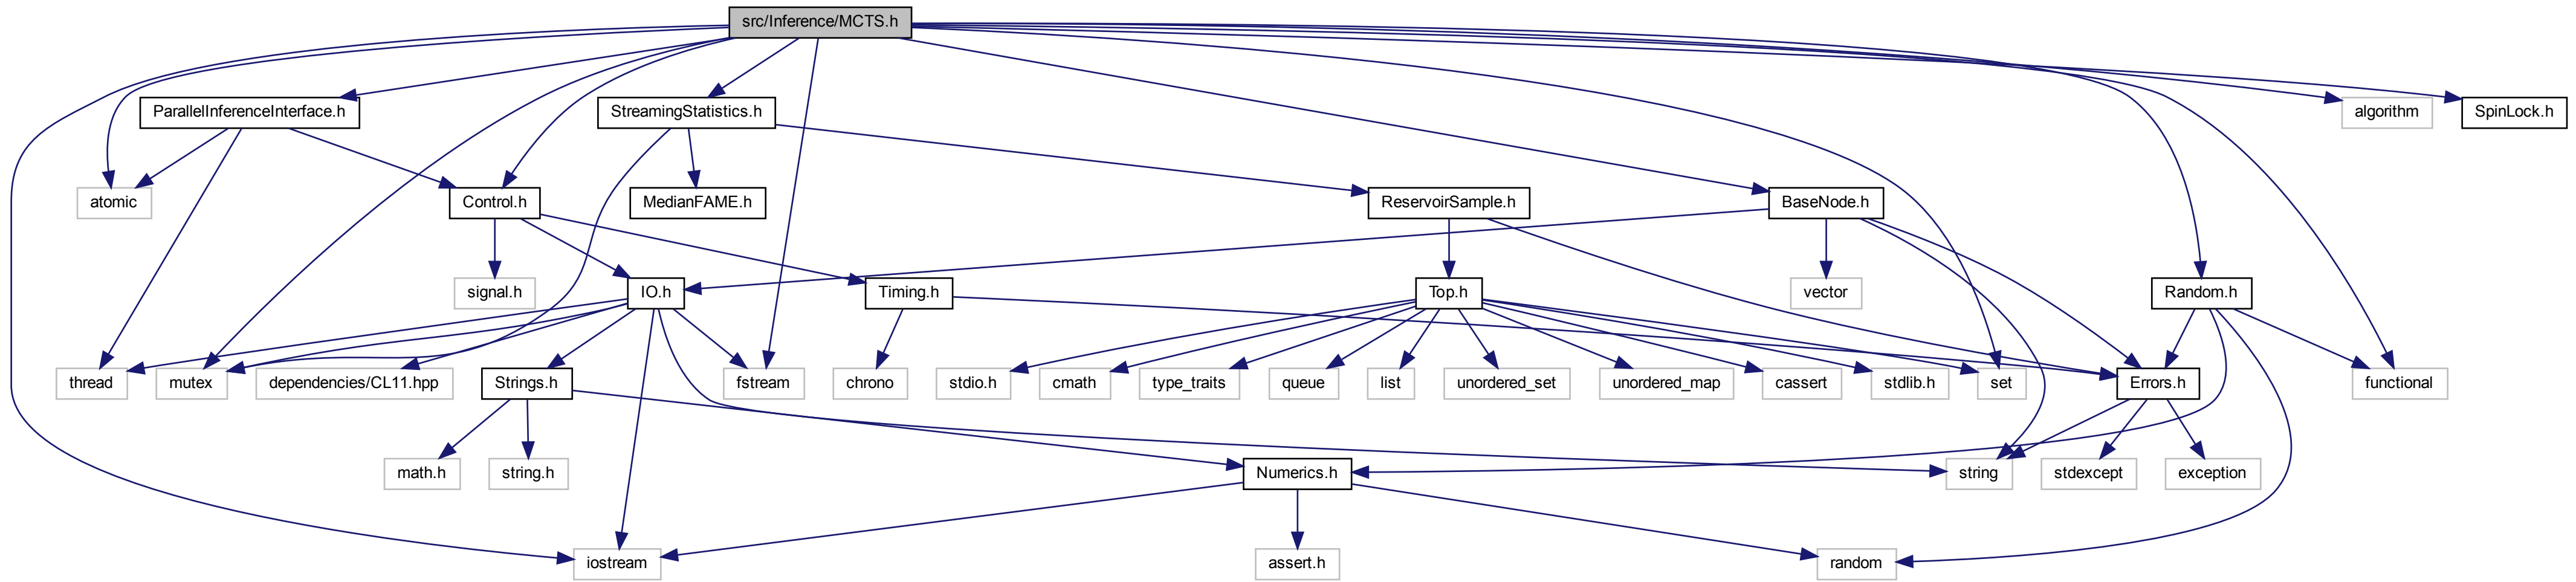 src/Inference/MCTS.h
ParallelInferenceInterface.h
StreamingStatistics.h
algorithm
SpinLock.h
atomic
Control.h
MedianFAME.h
ReservoirSample.h
BaseNode.h
signal.h
IO.h
Timing.h
Top.h
vector
Random.h
thread
mutex
dependencies/CL11.hpp
Strings.h
fstream
chrono
stdio.h
cmath
type_traits
queue
list
unordered_set
unordered_map
cassert
stdlib.h
set
Errors.h
functional
math.h
string.h
Numerics.h
string
stdexcept
exception
iostream
assert.h
random